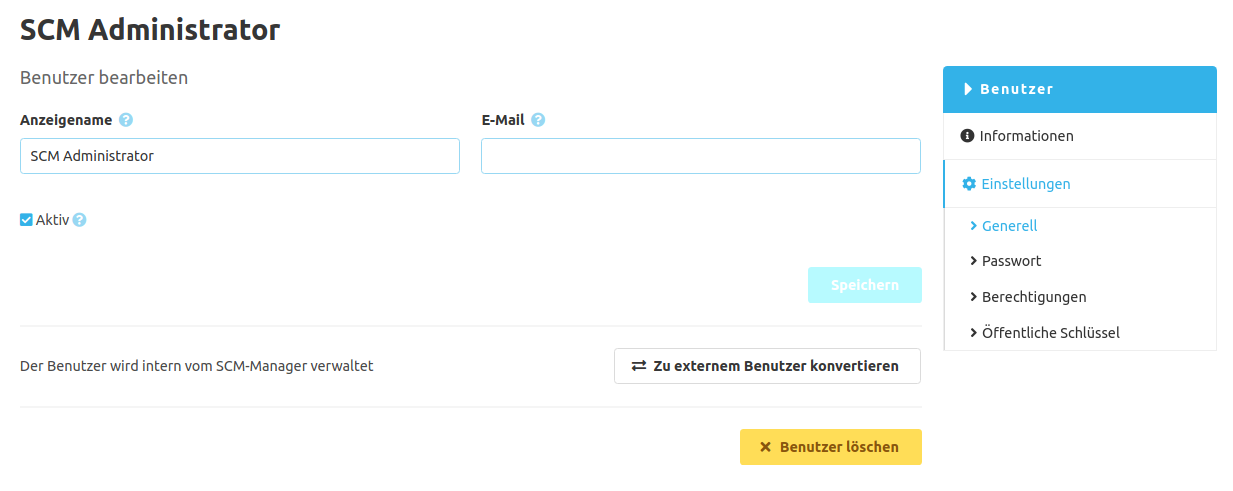 SCM Administrator
Benutzer bearbeiten
Anzeigename
E-Mail
SCM Administrator
Aktiv
Speichern
Der Benutzer wird intern vom SCM-Manager verwaltet
Zu externem Benutzer konvertieren
Benutzer löschen
Benutzer
Informationen
Einstellungen
Generell
Passwort
Berechtigungen
Öffentliche Schlüssel